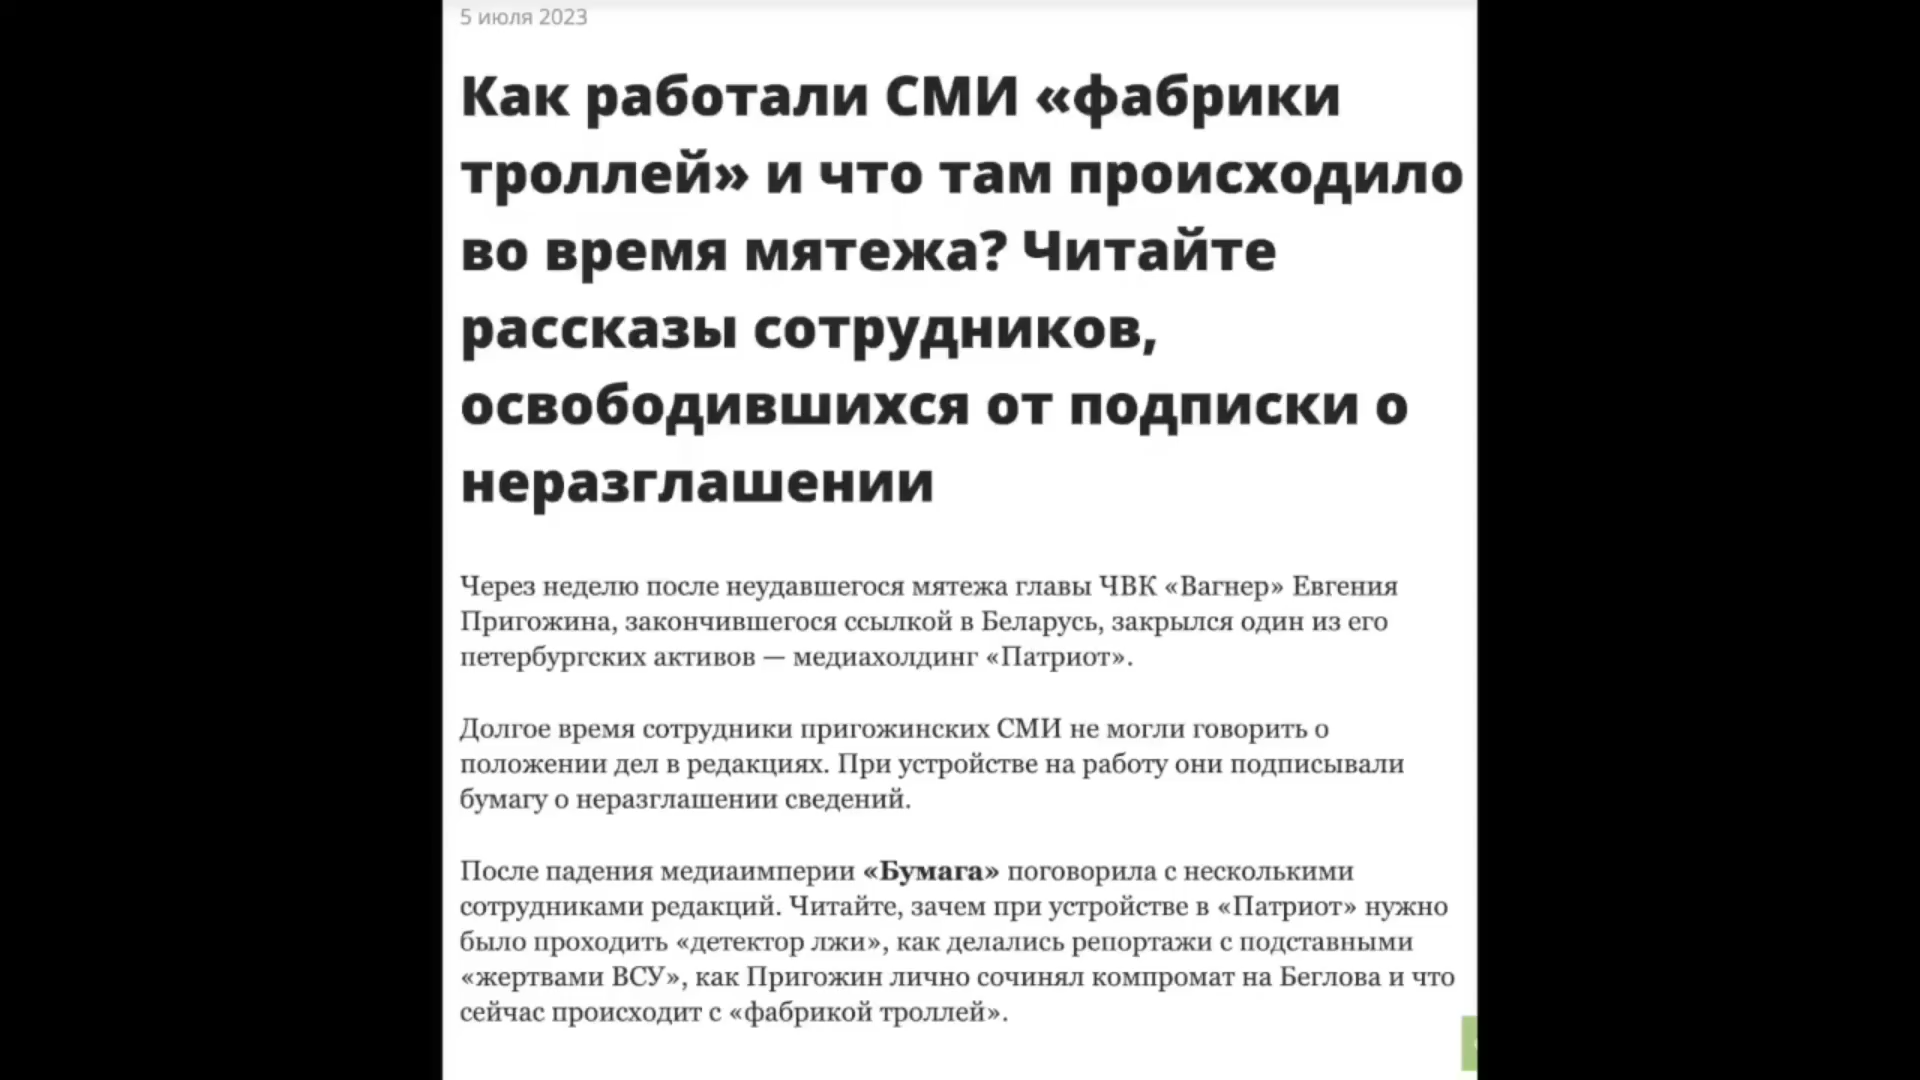 5 июля 2023
Как работали СМИ «фабрики
троллей» и что там происходило
во время мятежа? Читайте
рассказы сотрудников,
освободившихся от подписки о
неразглашении
Через неделю после неудавшегося мятежа главы ЧВК «Вагнер» Евгения
Пригожина, закончившегося ссылкой в Беларусь, закрылся один из его
петербургских активов — медиахолдинг «Патриот».
Долгое время сотрудники пригожинских СМИ не могли говорить о
положении дел в редакциях. При устройстве на работу они подписывали
бумагу о неразглашении сведений.
После падения медиаимперии «Бумага» поговорила с несколькими
сотрудниками редакций. Читайте, зачем при устройстве в «Патриот» нужно
было проходить «детектор лжи», как делались репортажи с подставными
«жертвами ВСУ», как Пригожин лично сочинял компромат на Беглова и что
сейчас происходит с «фабрикой троллей».